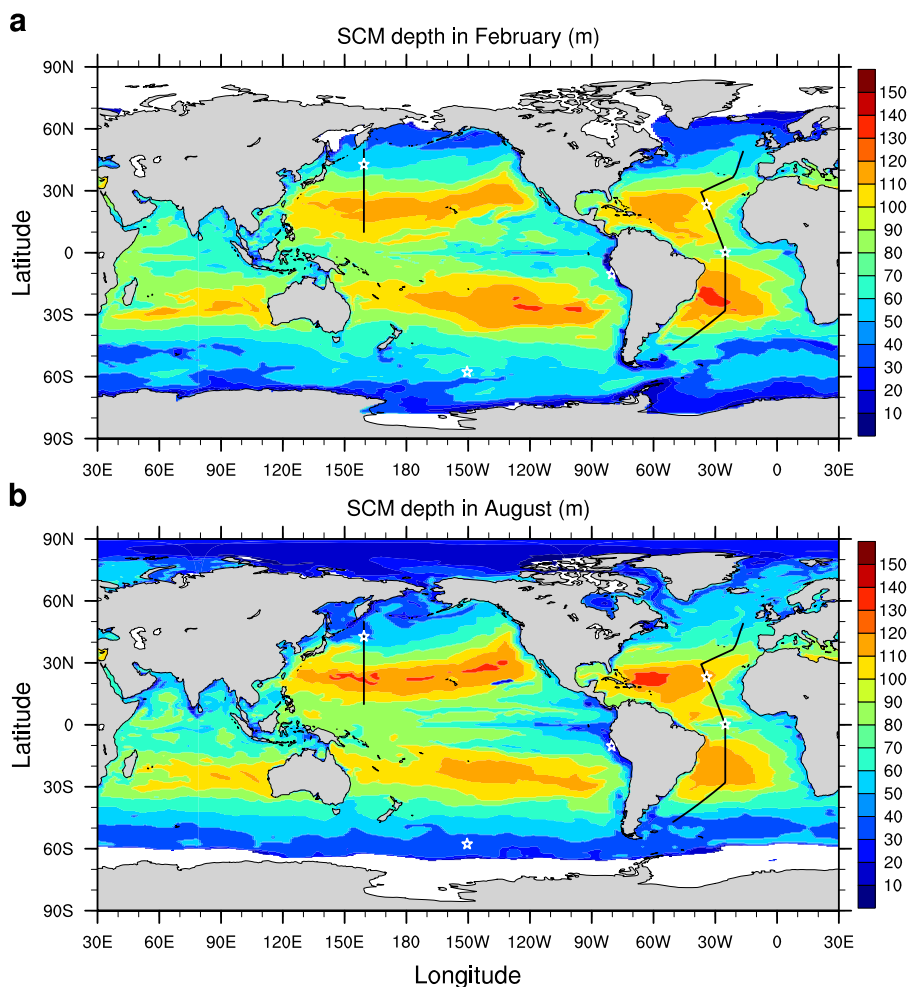 a
SCM depth in February (m)
90N
60N
30N
0
30S
60S
90S
Latitude
30E 60E 90E 120E 150E 180 150W 120W 90W 60W 30W 0 30E
150
140
130
120
110
100
90
80
70
60
50
40
30
20
10
b
SCM depth in August (m)
90N
60N
30N
0
30S
60S
90S
Latitude
30E 60E 90E 120E 150E 180 150W 120W 90W 60W 30W 0 30E
Longitude
150
140
130
120
110
100
90
80
70
60
50
40
30
20
10